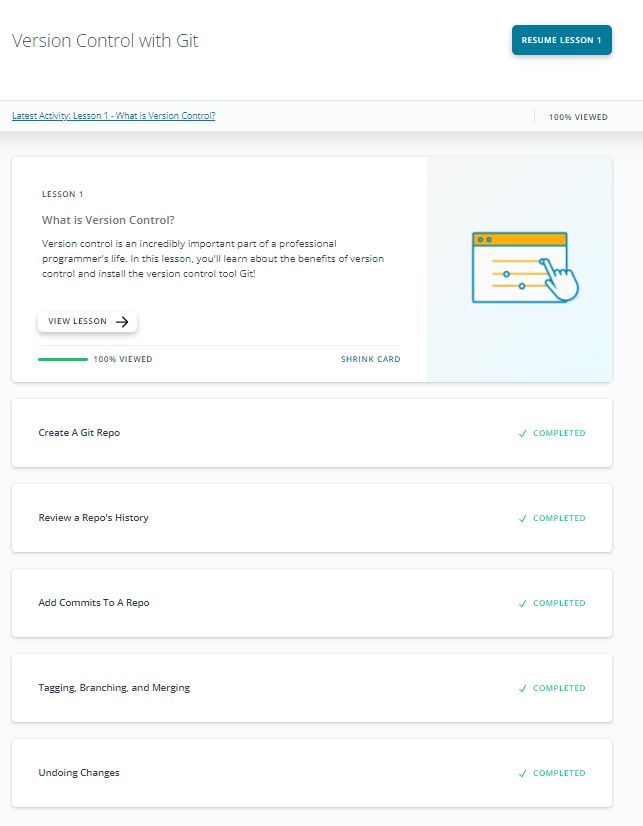 Version Control with Git
RESUME LESSON 1
Latest Activity: Lesson 1 - What is Version Control?
100% VIEWED
LESSON 1
What is Version Control?
Version control is an incredibly important part of a professional
programmer's life. In this lesson, you'll learn about the benefits of version
control and install the version control tool Git!
VIEW LESSON
100% VIEWED
SHRINK CARD
Create A Git Repo
COMPLETED
Review a Repo's History
COMPLETED
Add Commits To A Repo
COMPLETED
Tagging, Branching, and Merging
COMPLETED
Undoing Changes
COMPLETED